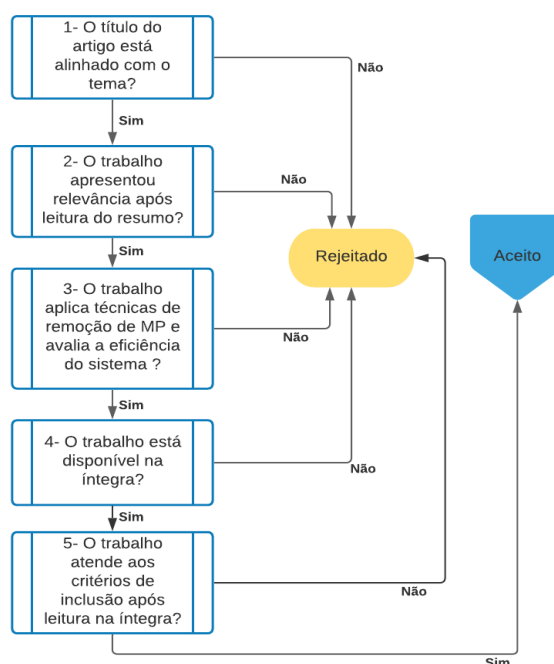 1- O título do
artigo está
alinhado com o
tema?
Não
Sim
2- O trabalho
apresentou
relevância após
leitura do resumo?
Não
Sim
Rejeitado
Aceito
3- O trabalho
aplica técnicas de
remoção de MP e
avalia a eficiência
do sistema ?
Não
Sim
4- O trabalho está
disponível na
íntegra?
Não
Sim
5- O trabalho
atende aos
critérios de
inclusão após
leitura na íntegra?
Não
Sim